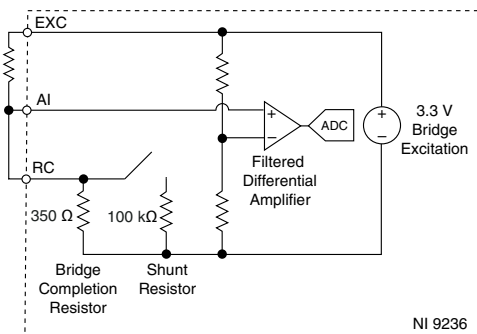 EXC
AI
RC
+
−
ADC
Filtered
Differential
Amplifier
+
−
3.3 V
Bridge
Excitation
350 Ω
100 kΩ
Bridge
Completion
Resistor
Shunt
Resistor
NI 9236